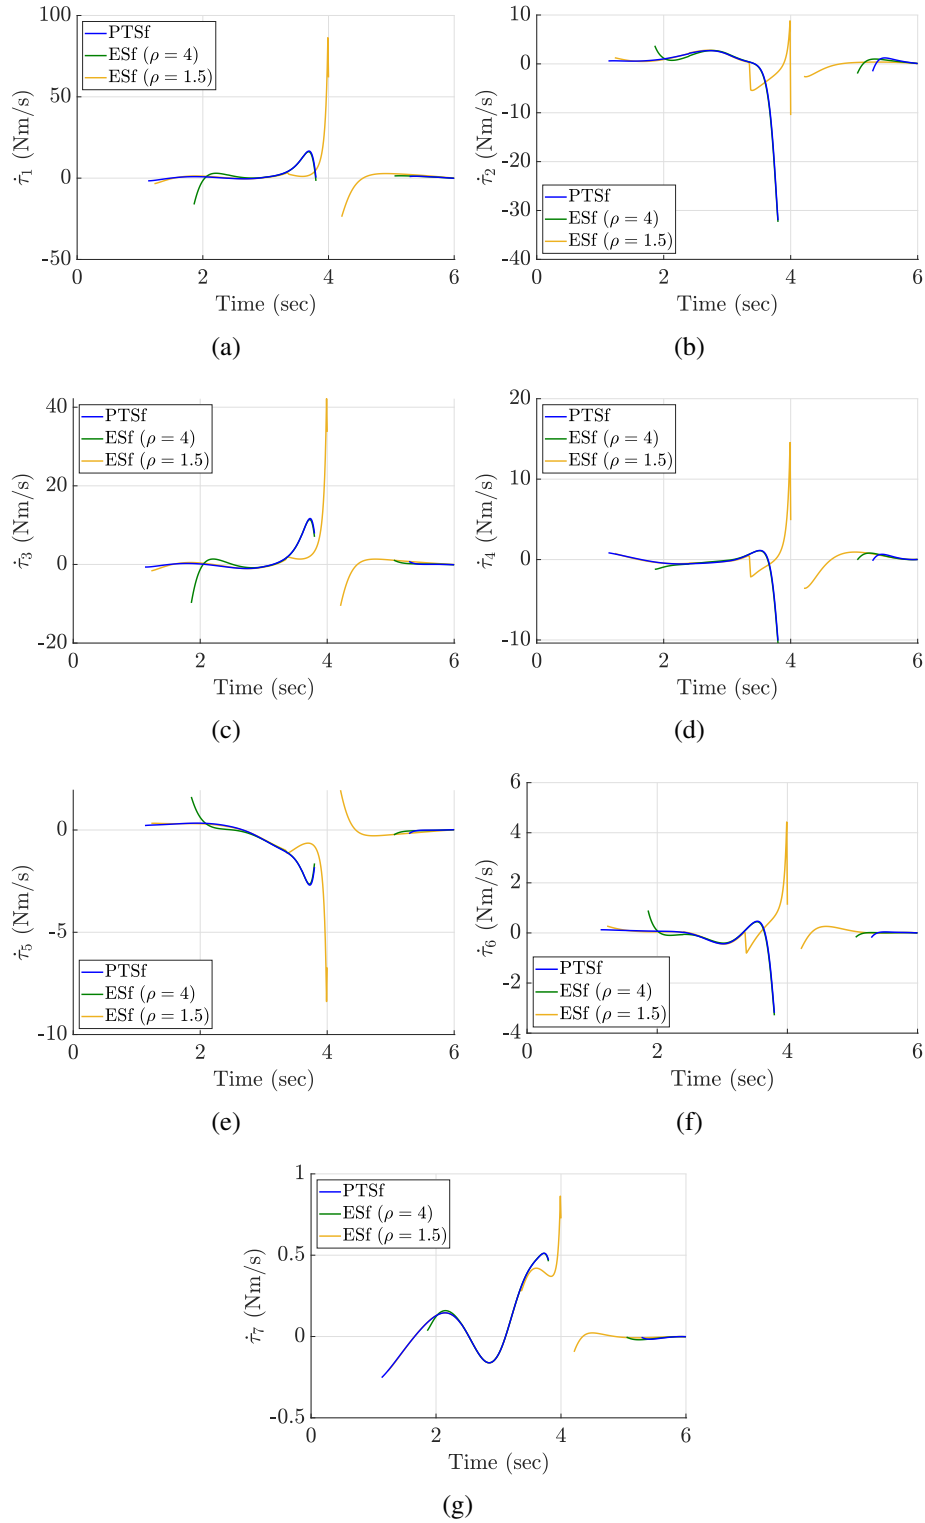 100
50
0
-50
τ̇₁ (Nm/s)
PTSf
ESf (ρ = 4)
ESf (ρ = 1.5)
0 2 4 6
Time (sec)
(a)
10
0
-10
-20
-30
-40
τ̇₂ (Nm/s)
PTSf
ESf (ρ = 4)
ESf (ρ = 1.5)
0 2 4 6
Time (sec)
(b)
40
20
0
-20
τ̇₃ (Nm/s)
PTSf
ESf (ρ = 4)
ESf (ρ = 1.5)
0 2 4 6
Time (sec)
(c)
20
10
0
-10
τ̇₄ (Nm/s)
PTSf
ESf (ρ = 4)
ESf (ρ = 1.5)
0 2 4 6
Time (sec)
(d)
0
-5
-10
τ̇₅ (Nm/s)
PTSf
ESf (ρ = 4)
ESf (ρ = 1.5)
0 2 4 6
Time (sec)
(e)
6
4
2
0
-2
-4
τ̇₆ (Nm/s)
PTSf
ESf (ρ = 4)
ESf (ρ = 1.5)
0 2 4 6
Time (sec)
(f)
1
0.5
0
-0.5
τ̇₇ (Nm/s)
PTSf
ESf (ρ = 4)
ESf (ρ = 1.5)
0 2 4 6
Time (sec)
(g)